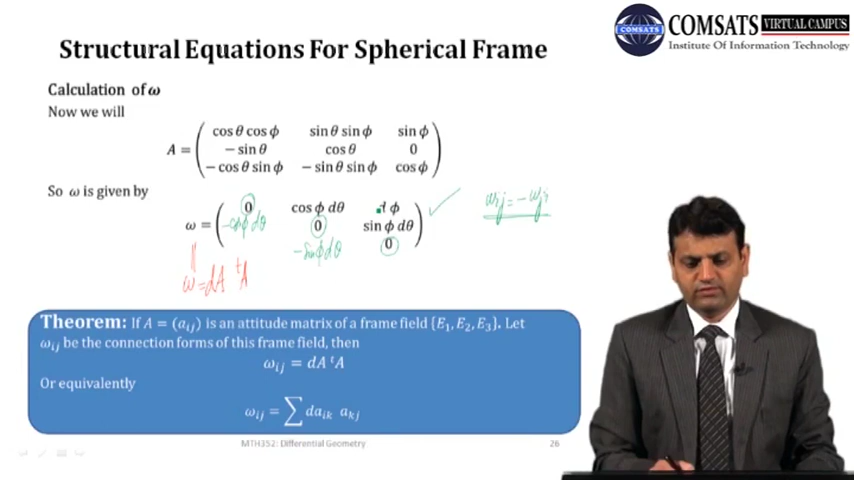 Structural Equations For Spherical Frame
COMSATS VIRTUAL CAMPUS
Institute Of Information Technology
Calculation of ω
Now we will
A = ( cos θ cos ϕ   sin θ sin ϕ   sin ϕ
− sin θ   cos θ   0
− cos θ sin ϕ   − sin θ sin ϕ   cos ϕ )
So ω is given by
ω = ( 0   cos ϕ dθ   dϕ
−cosϕ dθ   0   sin ϕ dθ
−sinϕ dθ   0 )
ωij = −ωji
ω = dA ᵗA
Theorem: If A = (aᵢⱼ) is an attitude matrix of a frame field {E₁, E₂, E₃}. Let
ωᵢⱼ be the connection forms of this frame field, then
ωᵢⱼ = dA ᵗA
Or equivalently
ωᵢⱼ = ∑ daᵢₖ aₖⱼ
MTH352: Differential Geometry
26